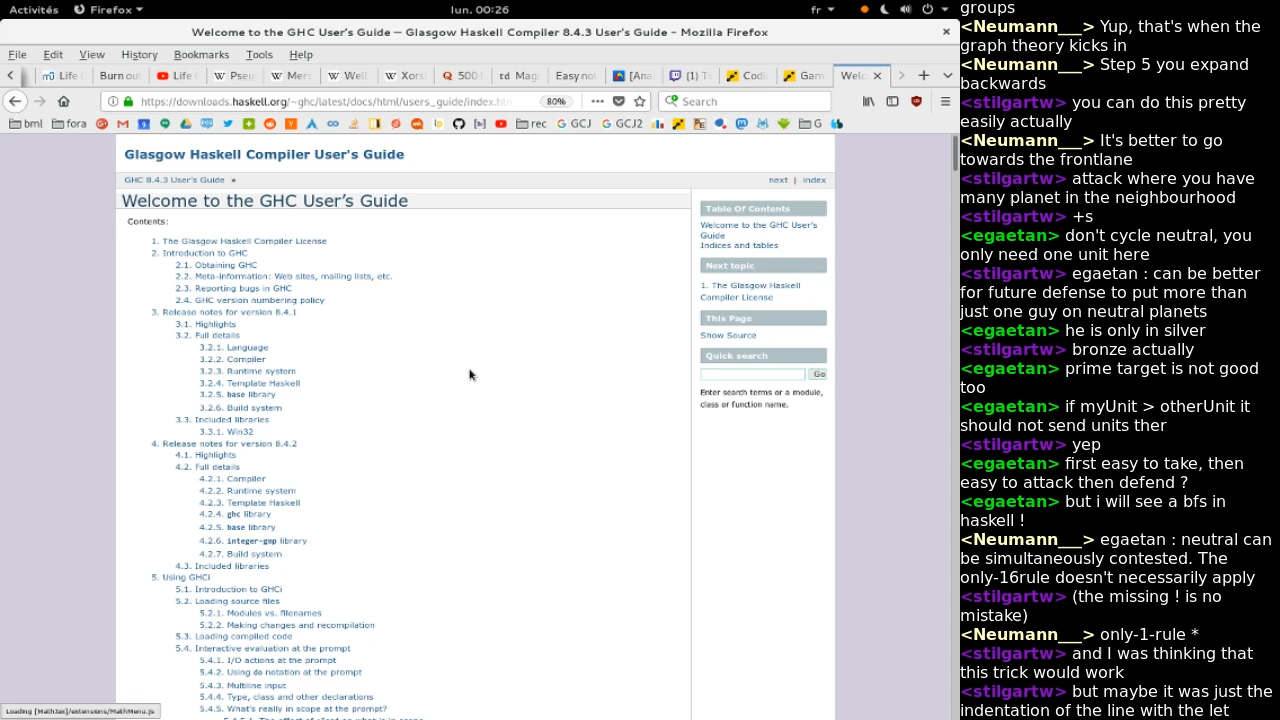 Activités
Firefox
lun. 00:26
fr
Welcome to the GHC User's Guide — Glasgow Haskell Compiler 8.4.3 User's Guide - Mozilla Firefox
File Edit View History Bookmarks Tools Help
Life Burn out Life Pseu Mers Well Xors 500 td Mag Easy not [Ana (1) T Codi Gam Welc
https://downloads.haskell.org/~ghc/latest/docs/html/users_guide/index.htm
80%
Search
bml fora rec GCJ GCJ2 G
Glasgow Haskell Compiler User's Guide
GHC 8.4.3 User's Guide »
next | index
Welcome to the GHC User's Guide
Contents:
1. The Glasgow Haskell Compiler License
2. Introduction to GHC
2.1. Obtaining GHC
2.2. Meta-information: Web sites, mailing lists, etc.
2.3. Reporting bugs in GHC
2.4. GHC version numbering policy
3. Release notes for version 8.4.1
3.1. Highlights
3.2. Full details
3.2.1. Language
3.2.2. Compiler
3.2.3. Runtime system
3.2.4. Template Haskell
3.2.5. base library
3.2.6. Build system
3.3. Included libraries
3.3.1. Win32
4. Release notes for version 8.4.2
4.1. Highlights
4.2. Full details
4.2.1. Compiler
4.2.2. Runtime system
4.2.3. Template Haskell
4.2.4. ghc library
4.2.5. base library
4.2.6. integer-gmp library
4.2.7. Build system
4.3. Included libraries
5. Using GHCi
5.1. Introduction to GHCi
5.2. Loading source files
5.2.1. Modules vs. filenames
5.2.2. Making changes and recompilation
5.3. Loading compiled code
5.4. Interactive evaluation at the prompt
5.4.1. I/O actions at the prompt
5.4.2. Using do notation at the prompt
5.4.3. Multiline input
5.4.4. Type, class and other declarations
5.4.5. What's really in scope at the prompt?
Table Of Contents
Welcome to the GHC User's
Guide
Indices and tables
Next topic
1. The Glasgow Haskell
Compiler License
This Page
Show Source
Quick search
Go
Enter search terms or a module,
class or function name.
Loading [MathJax]/extensions/MathMenu.js
groups
<Neumann___> Yup, that's when the
graph theory kicks in
<Neumann___> Step 5 you expand
backwards
<stilgartw> you can do this pretty
easily actually
<Neumann___> It's better to go
towards the frontlane
<stilgartw> attack where you have
many planet in the neighbourhood
<stilgartw> +s
<egaetan> don't cycle neutral, you
only need one unit here
<stilgartw> egaetan : can be better
for future defense to put more than
just one guy on neutral planets
<egaetan> he is only in silver
<stilgartw> bronze actually
<egaetan> prime target is not good
too
<egaetan> if myUnit > otherUnit it
should not send units ther
<stilgartw> yep
<egaetan> first easy to take, then
easy to attack then defend ?
<egaetan> but i will see a bfs in
haskell !
<Neumann___> egaetan : neutral can
be simultaneously contested. The
only-16rule doesn't necessarily apply
<stilgartw> (the missing ! is no
mistake)
<Neumann___> only-1-rule *
<stilgartw> and I was thinking that
this trick would work
<stilgartw> but maybe it was just the
indentation of the line with the let